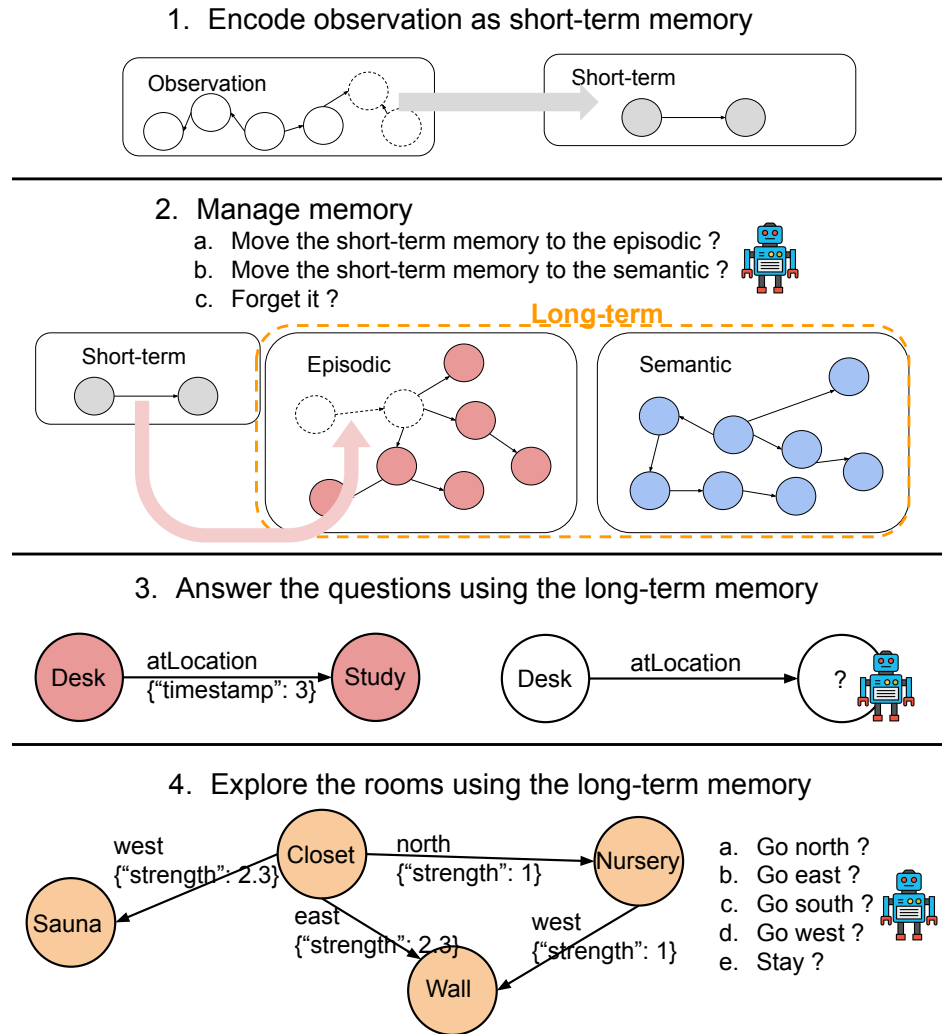 1. Encode observation as short-term memory
Observation
Short-term
2. Manage memory
a. Move the short-term memory to the episodic ?
b. Move the short-term memory to the semantic ?
c. Forget it ?
Long-term
Short-term
Episodic
Semantic
3. Answer the questions using the long-term memory
Desk
atLocation
{“timestamp”: 3}
Study
Desk
atLocation
?
4. Explore the rooms using the long-term memory
west
{“strength”: 2.3}
Closet
north
{“strength”: 1}
Nursery
Sauna
east
{“strength”: 2.3}
west
{“strength”: 1}
Wall
a. Go north ?
b. Go east ?
c. Go south ?
d. Go west ?
e. Stay ?